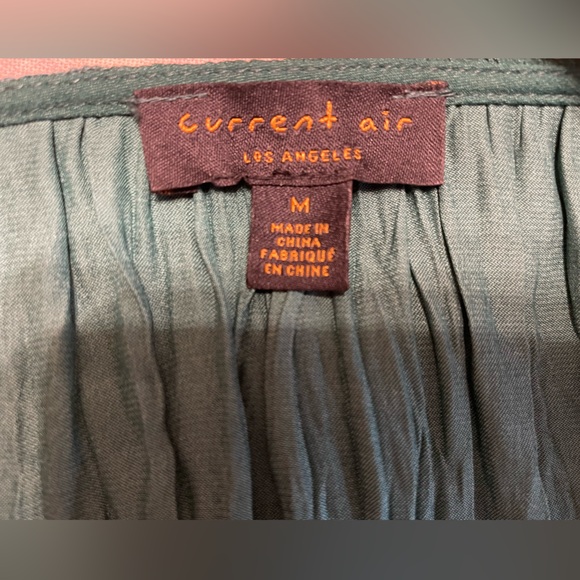 current air
LOS ANGELES
M
MADE IN
CHINA
FABRIQUÉ
EN CHINE